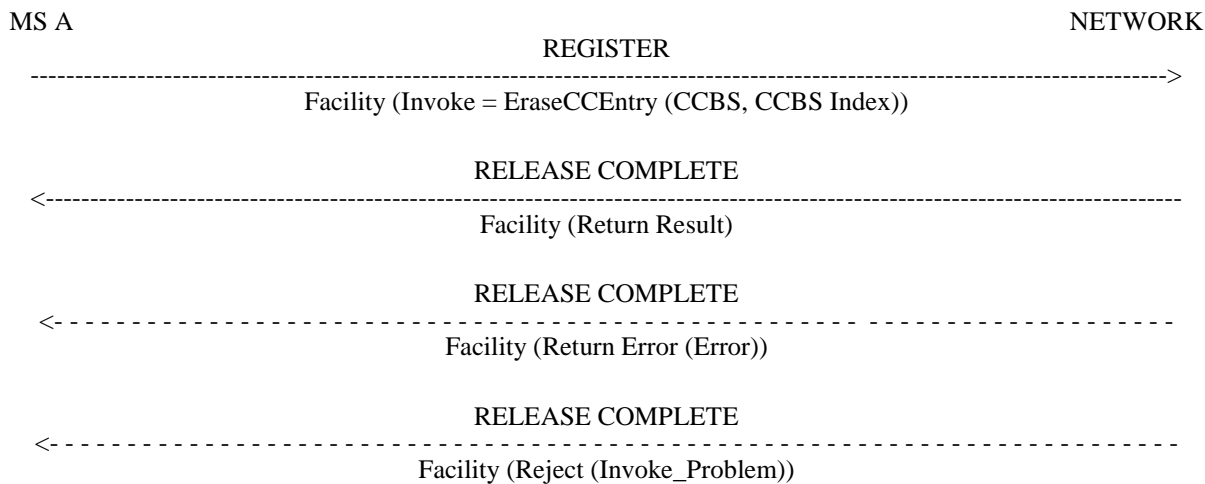 MS A NETWORK
REGISTER
Facility (Invoke = EraseCCEntry (CCBS, CCBS Index))
RELEASE COMPLETE
Facility (Return Result)
RELEASE COMPLETE
Facility (Return Error (Error))
RELEASE COMPLETE
Facility (Reject (Invoke_Problem))